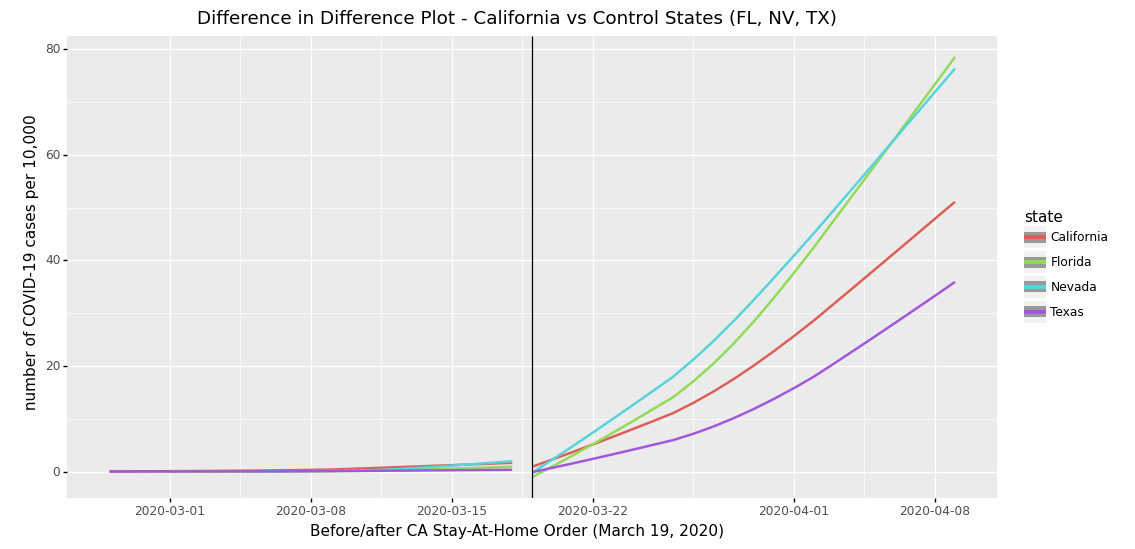 Difference in Difference Plot - California vs Control States (FL, NV, TX)
number of COVID-19 cases per 10,000
80
60
40
20
0
2020-03-01
2020-03-08
2020-03-15
2020-03-22
2020-04-01
2020-04-08
Before/after CA Stay-At-Home Order (March 19, 2020)
state
California
Florida
Nevada
Texas